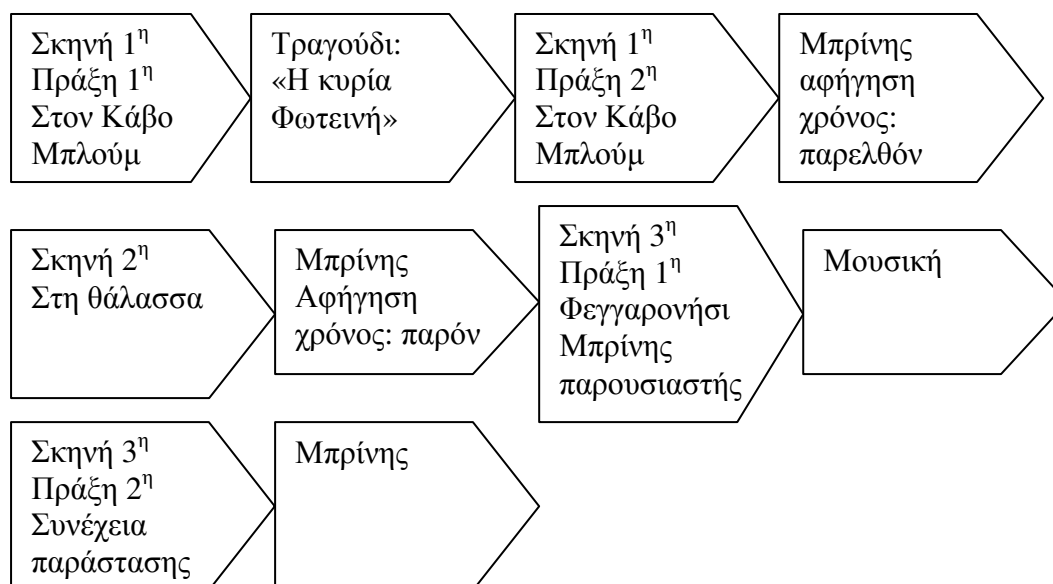 Σκηνή 1η
Πράξη 1η
Στον Κάβο
Μπλούμ
Τραγούδι:
«Η κυρία
Φωτεινή»
Σκηνή 1η
Πράξη 2η
Στον Κάβο
Μπλούμ
Μπρίνης
αφήγηση
χρόνος:
παρελθόν
Σκηνή 2η
Στη θάλασσα
Μπρίνης
Αφήγηση
χρόνος: παρόν
Σκηνή 3η
Πράξη 1η
Φεγγαρονήσι
Μπρίνης
παρουσιαστής
Μουσική
Σκηνή 3η
Πράξη 2η
Συνέχεια
παράστασης
Μπρίνης